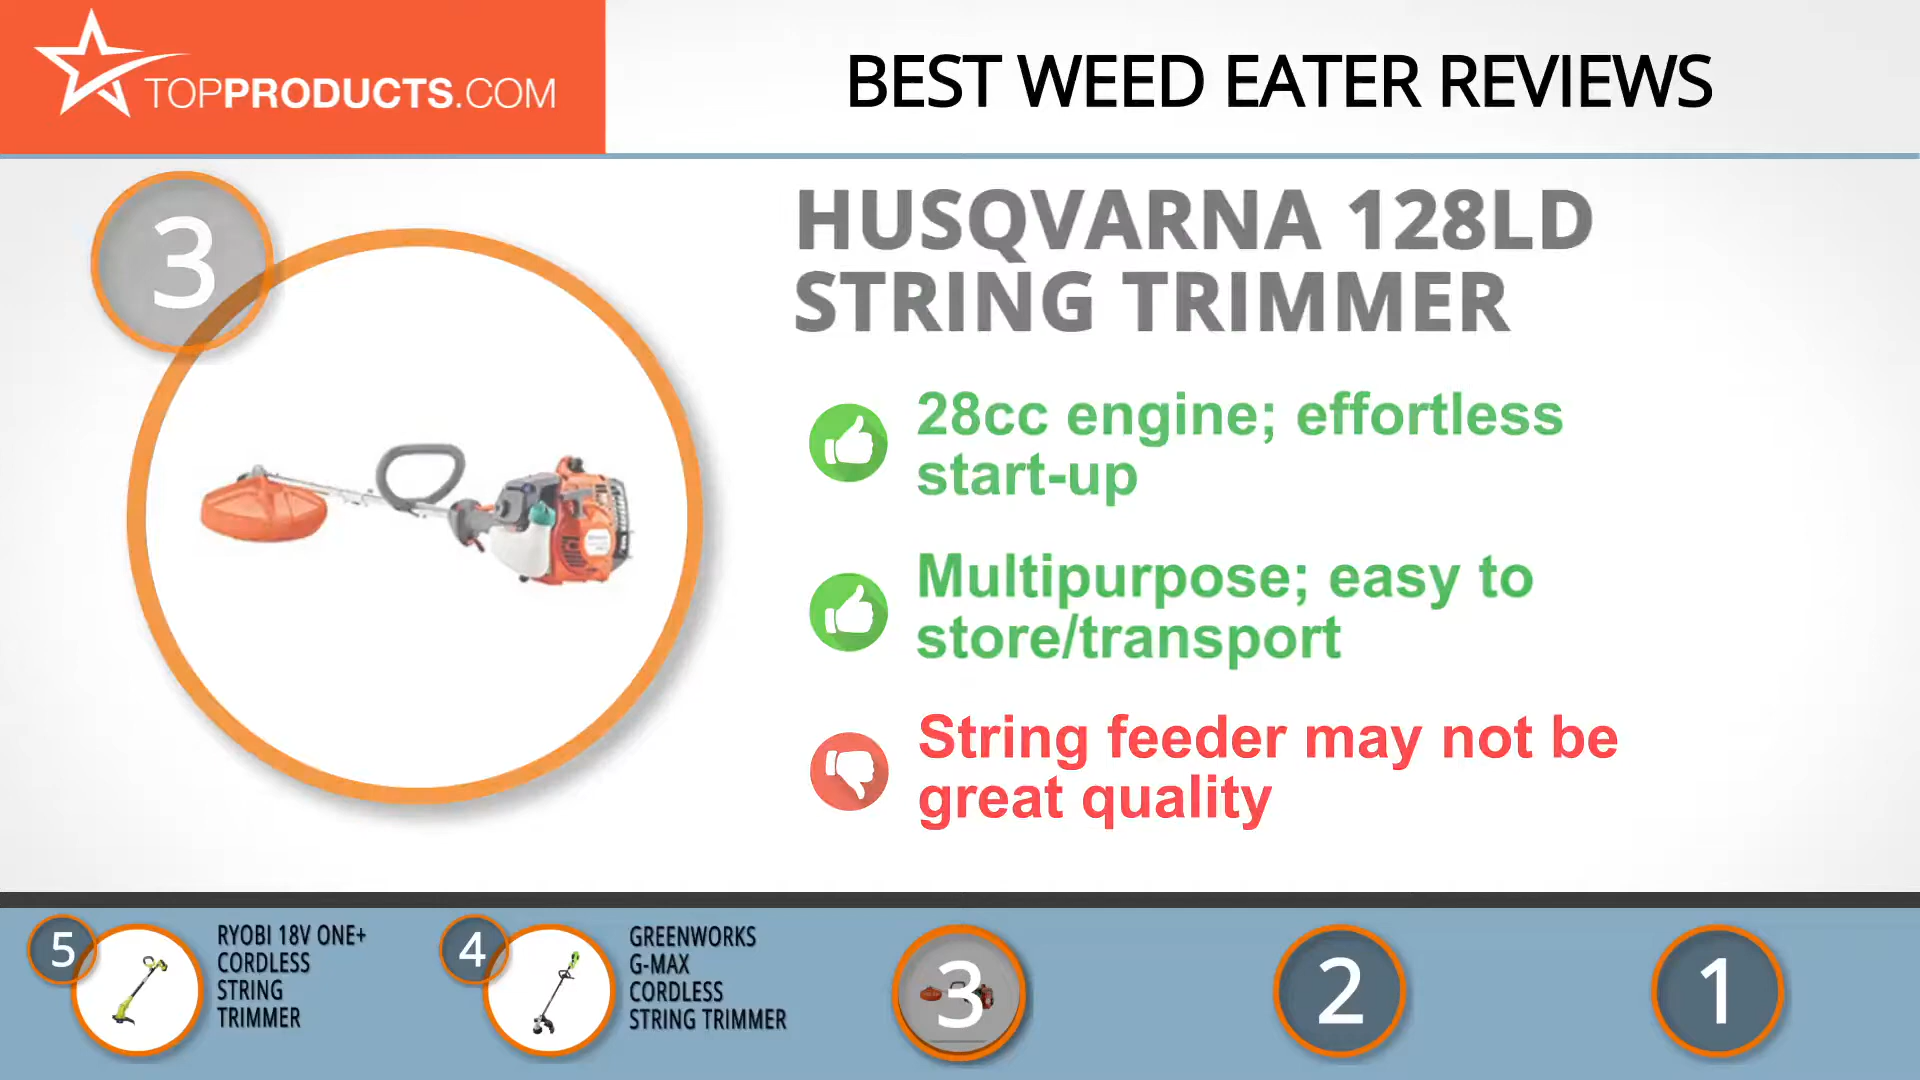 TOPPRODUCTS.COM
BEST WEED EATER REVIEWS
3
HUSQVARNA 128LD
STRING TRIMMER
28cc engine; effortless
start-up
Multipurpose; easy to
store/transport
String feeder may not be
great quality
5
RYOBI 18V ONE+
CORDLESS
STRING
TRIMMER
4
GREENWORKS
G-MAX
CORDLESS
STRING TRIMMER
3
2
1